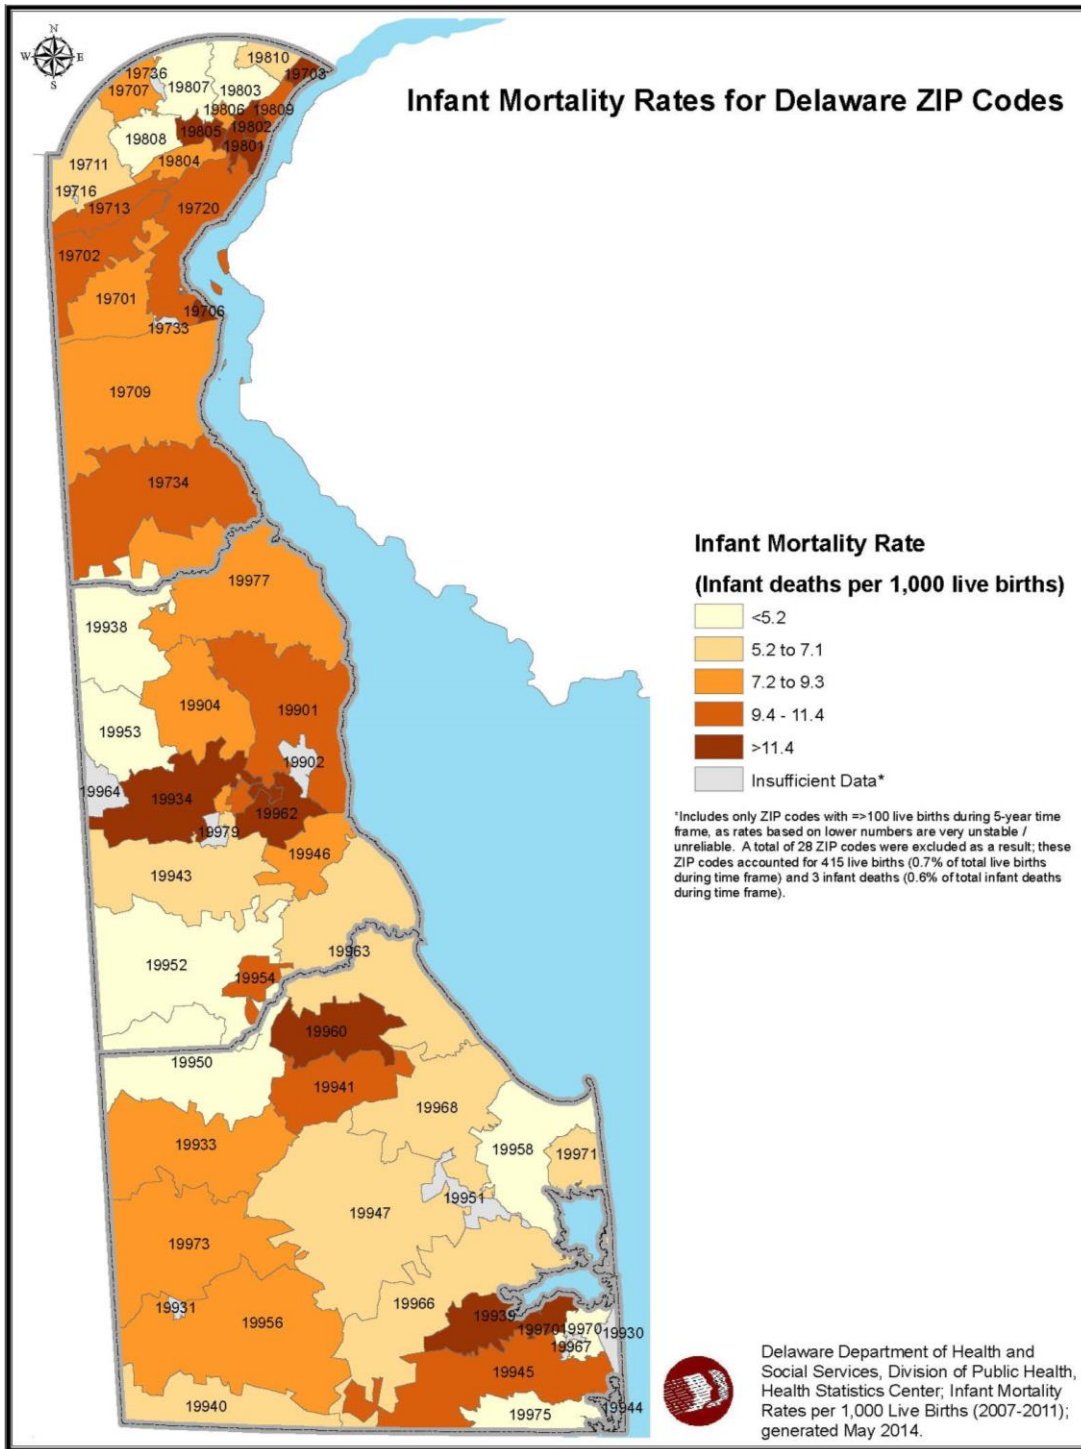 N
W E
S
Infant Mortality Rates for Delaware ZIP Codes
19810
19736
19703
19707
19807
19803
19806
19809
19805
19802
19808
19801
19804
19711
19716
19713
19720
19702
19701
19706
19733
19709
19734
19977
19938
19904
19901
19953
19902
19964
19934
19962
19979
19946
19943
19963
19952
19954
19960
19950
19941
19968
19933
19958
19971
19951
19947
19973
19966
19931
19956
19939
19970
19970
19930
19967
19945
19940
19975
19944
Infant Mortality Rate
(Infant deaths per 1,000 live births)
<5.2
5.2 to 7.1
7.2 to 9.3
9.4 - 11.4
>11.4
Insufficient Data*
*Includes only ZIP codes with =>100 live births during 5-year time
frame, as rates based on lower numbers are very unstable /
unreliable. A total of 28 ZIP codes were excluded as a result; these
ZIP codes accounted for 415 live births (0.7% of total live births
during time frame) and 3 infant deaths (0.6% of total infant deaths
during time frame).
Delaware Department of Health and
Social Services, Division of Public Health,
Health Statistics Center; Infant Mortality
Rates per 1,000 Live Births (2007-2011);
generated May 2014.